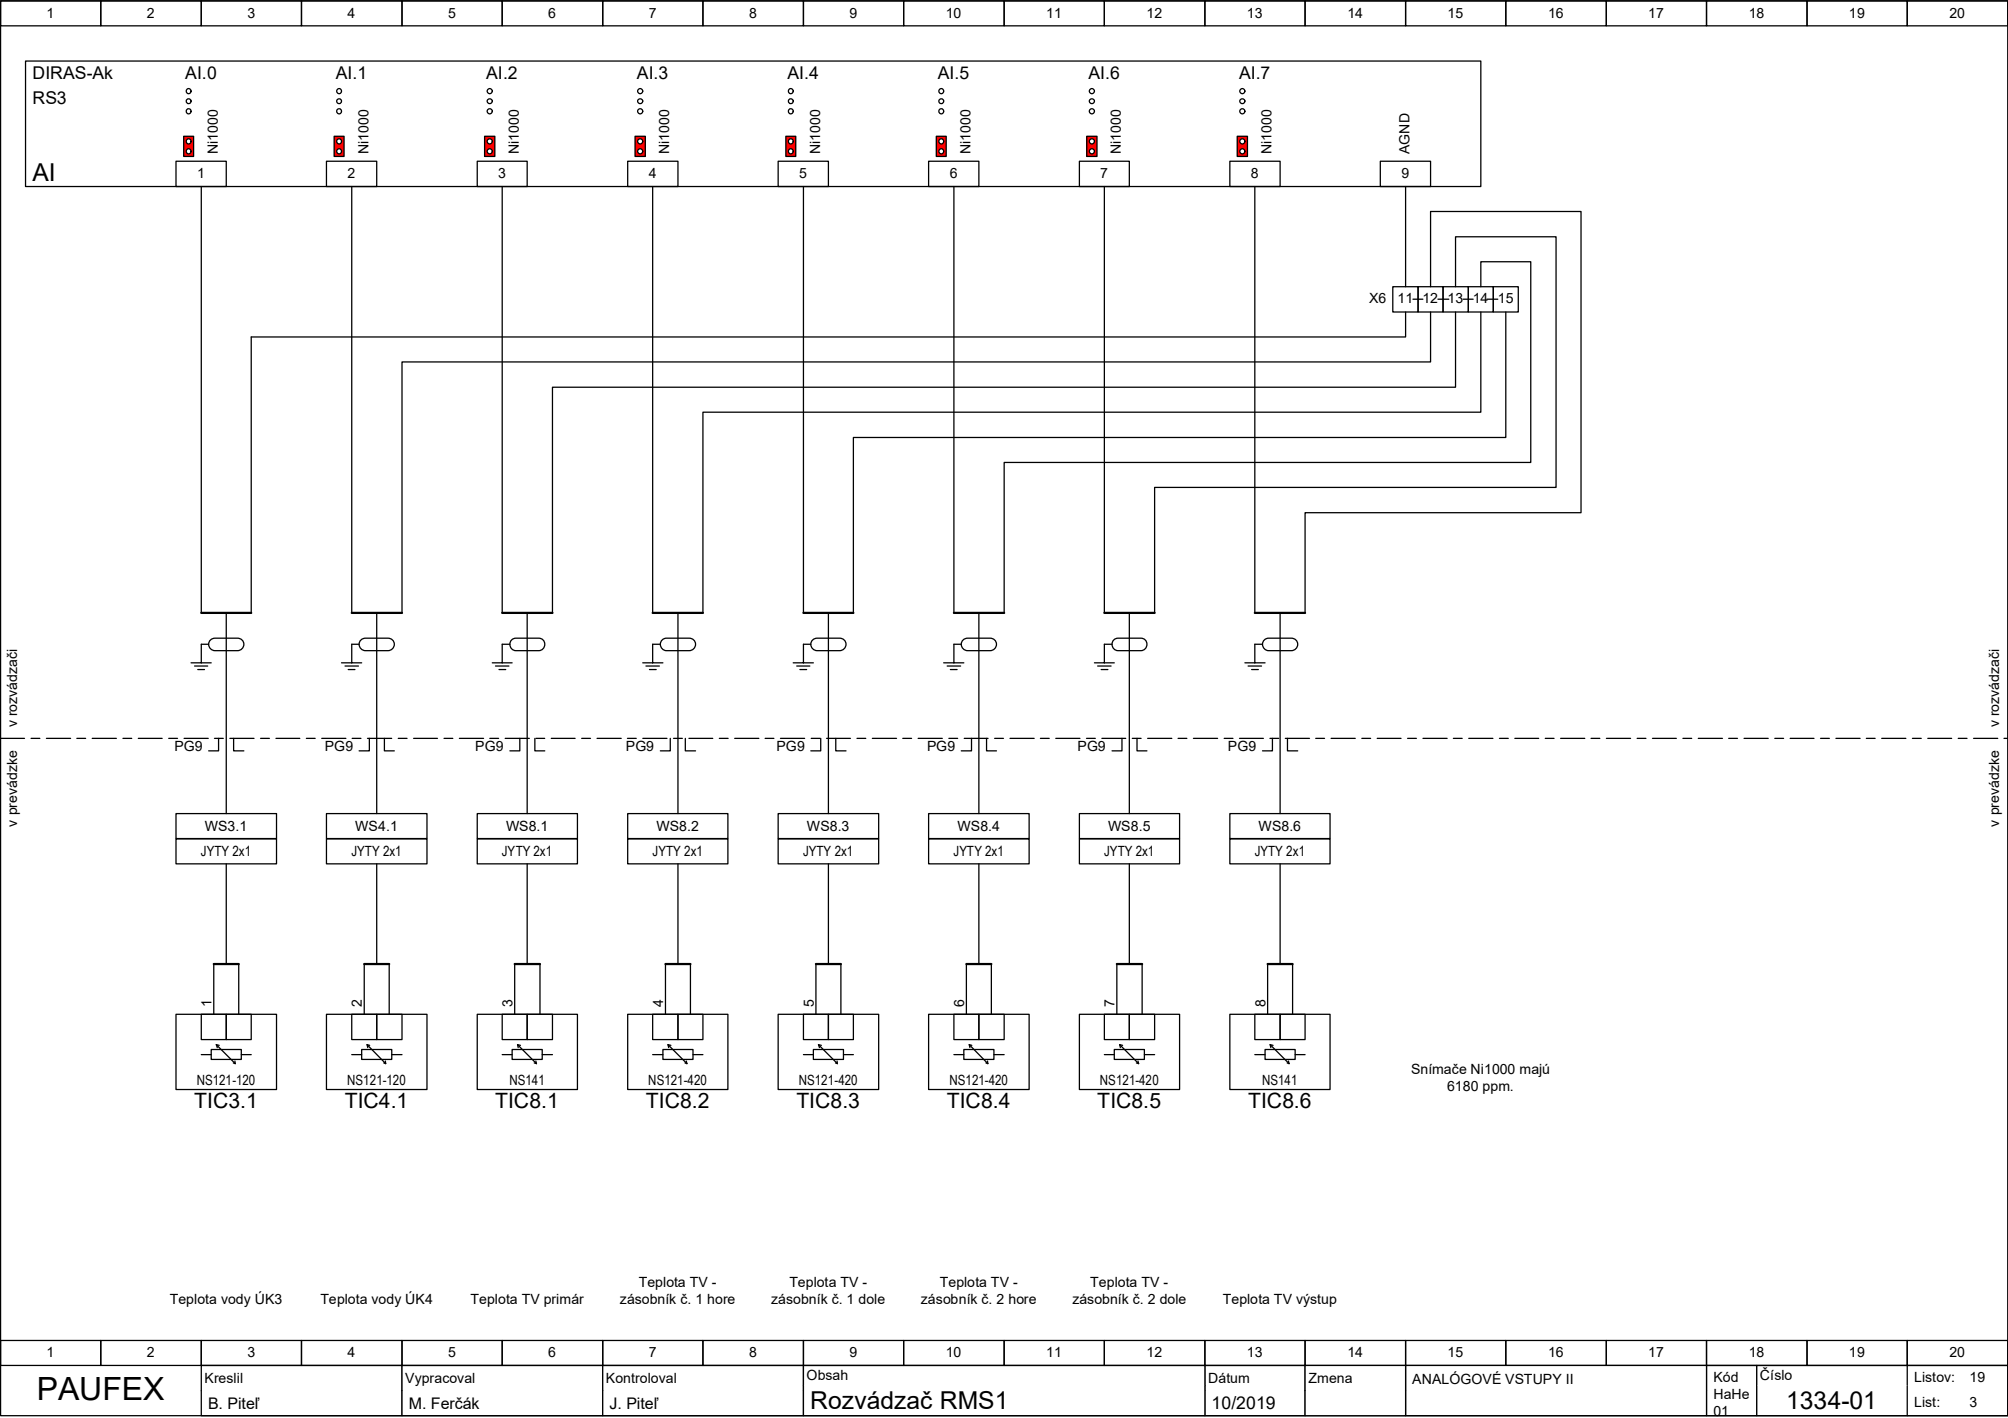 1 2 3 4 5 6 7 8 9 10 11 12 13 14 15 16 17 18 19 20
DIRAS-Ak AI.0 AI.1 AI.2 AI.3 AI.4 AI.5 AI.6 AI.7
RS3
Ni1000 Ni1000 Ni1000 Ni1000 Ni1000 Ni1000 Ni1000 Ni1000 AGND
AI 1 2 3 4 5 6 7 8 9
X6 11 12 13 14 15
v rozvádzači v rozvádzači
PG9 PG9 PG9 PG9 PG9 PG9 PG9 PG9
v prevádzke v prevádzke
WS3.1 WS4.1 WS8.1 WS8.2 WS8.3 WS8.4 WS8.5 WS8.6
JYTY 2x1 JYTY 2x1 JYTY 2x1 JYTY 2x1 JYTY 2x1 JYTY 2x1 JYTY 2x1 JYTY 2x1
1 2 3 4 5 6 7 8
NS121-120 NS121-120 NS141 NS121-420 NS121-420 NS121-420 NS121-420 NS141
TIC3.1 TIC4.1 TIC8.1 TIC8.2 TIC8.3 TIC8.4 TIC8.5 TIC8.6
Snímače Ni1000 majú
6180 ppm.
Teplota vody ÚK3
Teplota vody ÚK4
Teplota TV primár
Teplota TV -
zásobník č. 1 hore
Teplota TV -
zásobník č. 1 dole
Teplota TV -
zásobník č. 2 hore
Teplota TV -
zásobník č. 2 dole
Teplota TV výstup
1 2 3 4 5 6 7 8 9 10 11 12 13 14 15 16 17 18 19 20
PAUFEX
Kreslil
B. Piteľ
Vypracoval
M. Ferčák
Kontroloval
J. Piteľ
Obsah
Rozvádzač RMS1
Dátum
10/2019
Zmena
ANALÓGOVÉ VSTUPY II
Kód
HaHe
01
Číslo
1334-01
Listov: 19
List: 3